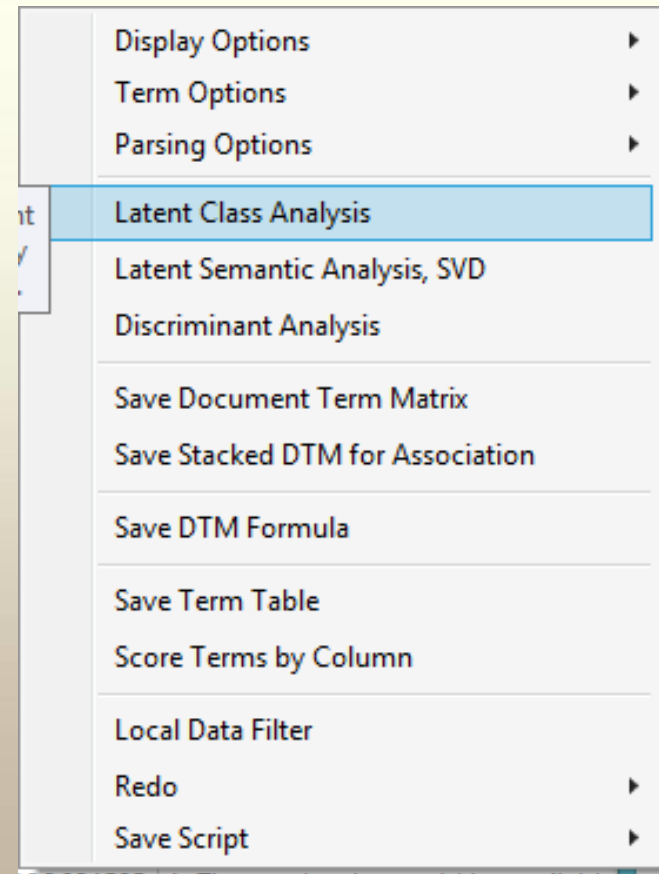 Display Options
Term Options
Parsing Options
Latent Class Analysis
Latent Semantic Analysis, SVD
Discriminant Analysis
Save Document Term Matrix
Save Stacked DTM for Association
Save DTM Formula
Save Term Table
Score Terms by Column
Local Data Filter
Redo
Save Script